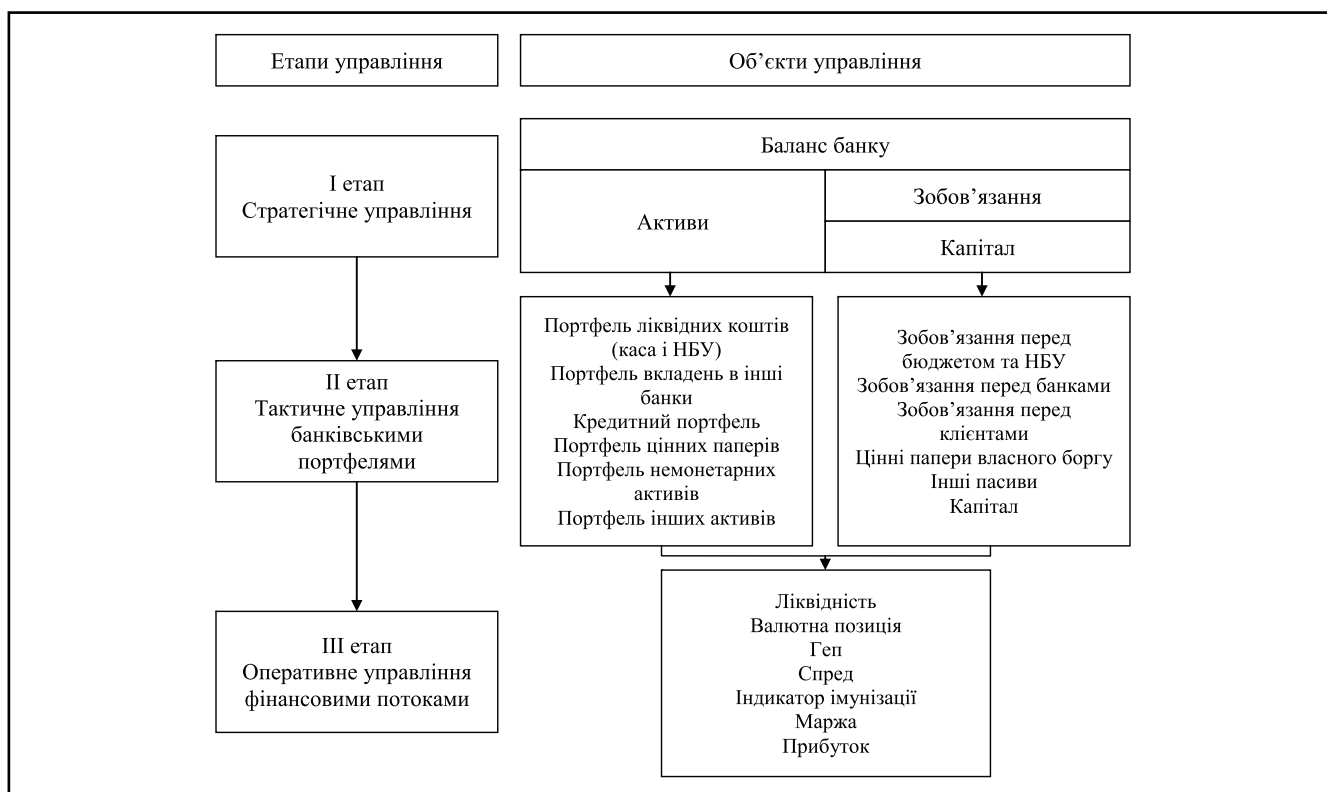 Етапи управління
Об’єкти управління
І етап
Стратегічне управління
Баланс банку
Активи
Зобов’язання
Капітал
ІІ етап
Тактичне управління
банківськими
портфелями
Портфель ліквідних коштів
(каса і НБУ)
Портфель вкладень в інші
банки
Кредитний портфель
Портфель цінних паперів
Портфель немонетарних
активів
Портфель інших активів
Зобов’язання перед
бюджетом та НБУ
Зобов’язання перед банками
Зобов’язання перед
клієнтами
Цінні папери власного боргу
Інші пасиви
Капітал
ІІІ етап
Оперативне управління
фінансовими потоками
Ліквідність
Валютна позиція
Геп
Спред
Індикатор імунізації
Маржа
Прибуток